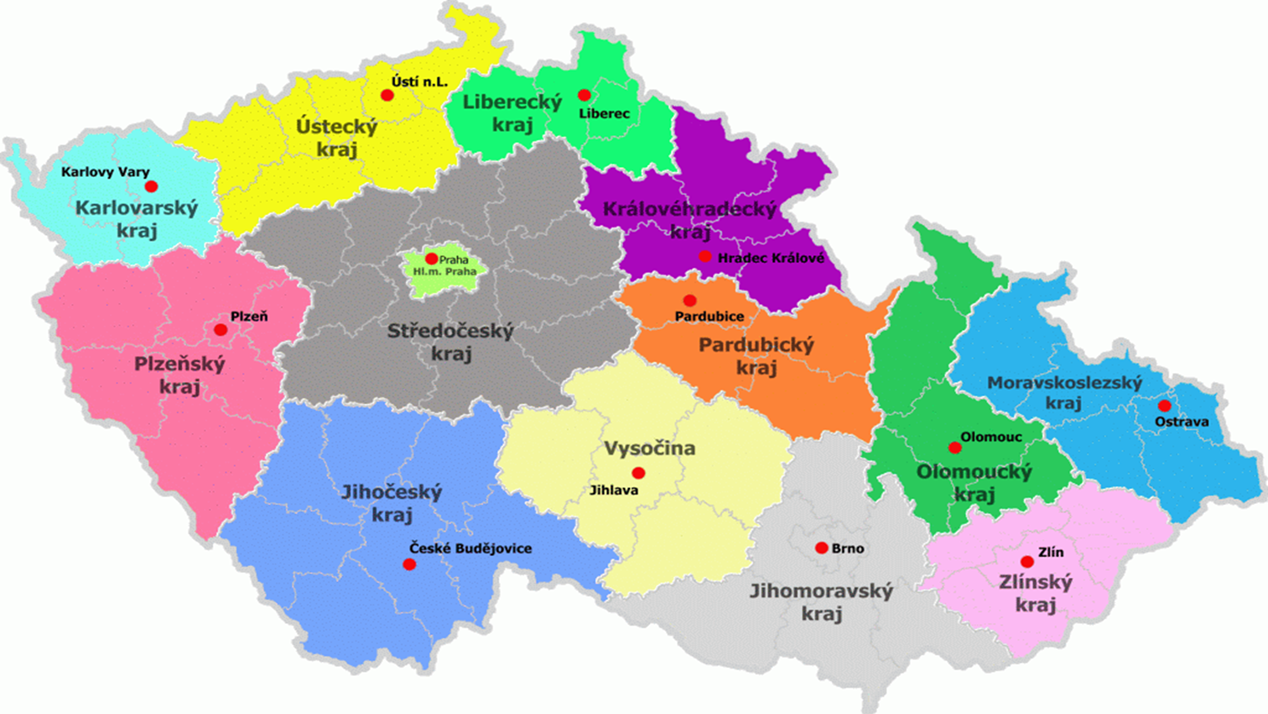 Ústí n.L.
Ústecký
kraj
Liberecký
kraj
Liberec
Karlovy Vary
Karlovarský
kraj
Královéhradecký
kraj
Hradec Králové
Praha
Hl.m. Praha
Středočeský
kraj
Plzeň
Plzeňský
kraj
Pardubice
Pardubický
kraj
Moravskoslezský
kraj
Ostrava
Olomouc
Olomoucký
kraj
Vysočina
Jihlava
Jihočeský
kraj
České Budějovice
Brno
Jihomoravský
kraj
Zlín
Zlínský
kraj